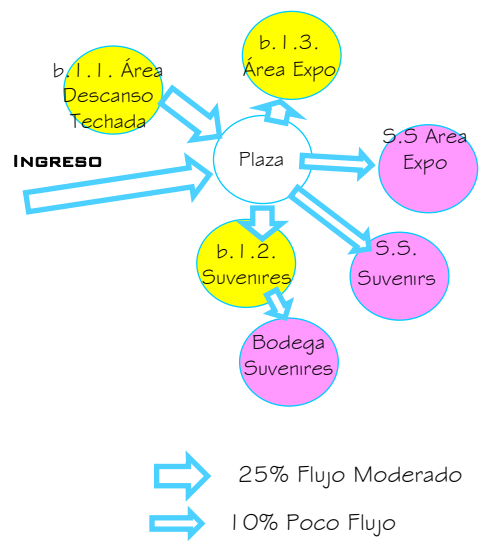 b.1.3.
Área Expo
b.1.1. Área
Descanso
Techada
S.S Area
Expo
INGRESO
Plaza
b.1.2.
Suvenires
S.S.
Suvenirs
Bodega
Suvenires
25% Flujo Moderado
10% Poco Flujo